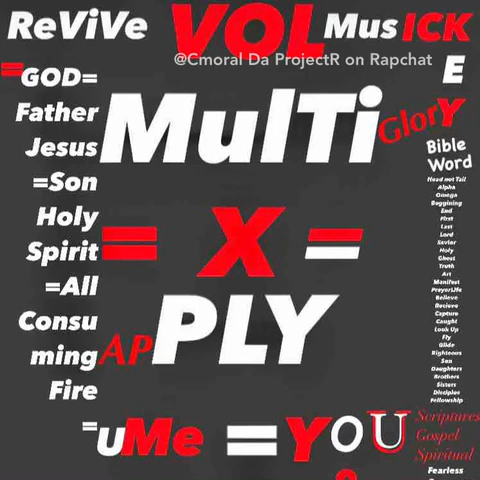 ReViVe VOL MusICK
@Cmoral Da ProjectR on Rapchat
=GOD=
Father
Jesus
=Son
Holy
Spirit
=All
Consu
ming
Fire
MulTi
= X =
APPLY
=UMe = YOU
E
GlorY
Bible
Word
Head not Tail
Alpha
Omega
Beggining
End
First
Last
Lord
Savior
Holy
Ghost
Truth
Art
Manifest
PrayerLife
Believe
Recieve
Capture
Caught
Look Up
Fly
Glide
Righteous
Son
Daughters
Brothers
Sisters
Disciples
Fellowship
Scriptures
Gospel
Spiritual
Fearless